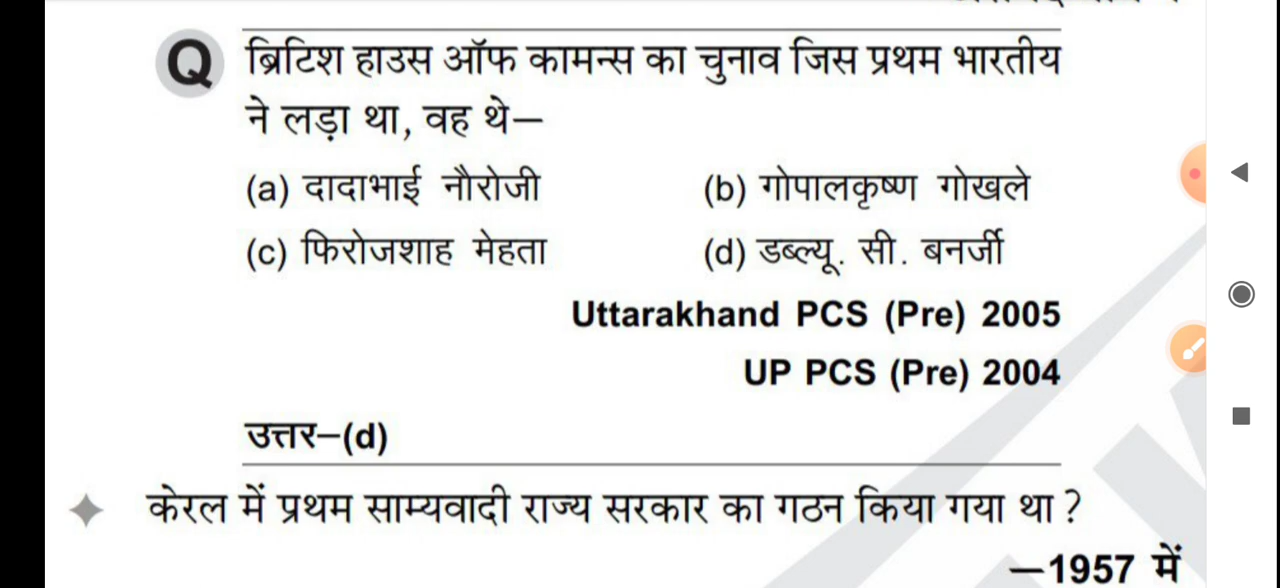 Q ब्रिटिश हाउस ऑफ कामन्स का चुनाव जिस प्रथम भारतीय
ने लड़ा था, वह थे—
(a) दादाभाई नौरोजी (b) गोपालकृष्ण गोखले
(c) फिरोजशाह मेहता (d) डब्ल्यू. सी. बनर्जी
Uttarakhand PCS (Pre) 2005
UP PCS (Pre) 2004
उत्तर–(d)
केरल में प्रथम साम्यवादी राज्य सरकार का गठन किया गया था?
—1957 में